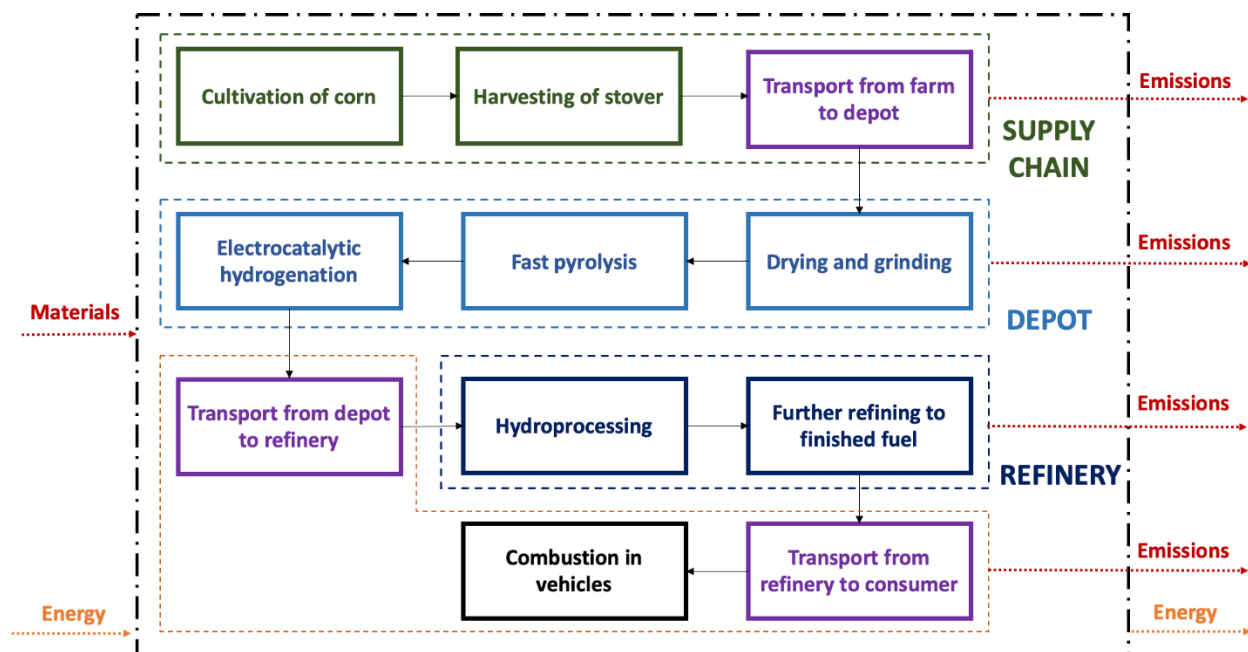 Cultivation of corn
Harvesting of stover
Transport from farm
to depot
Emissions
SUPPLY
CHAIN
Electrocatalytic
hydrogenation
Fast pyrolysis
Drying and grinding
Emissions
DEPOT
Materials
Transport from depot
to refinery
Hydroprocessing
Further refining to
finished fuel
Emissions
REFINERY
Combustion in
vehicles
Transport from
refinery to consumer
Emissions
Energy
Energy